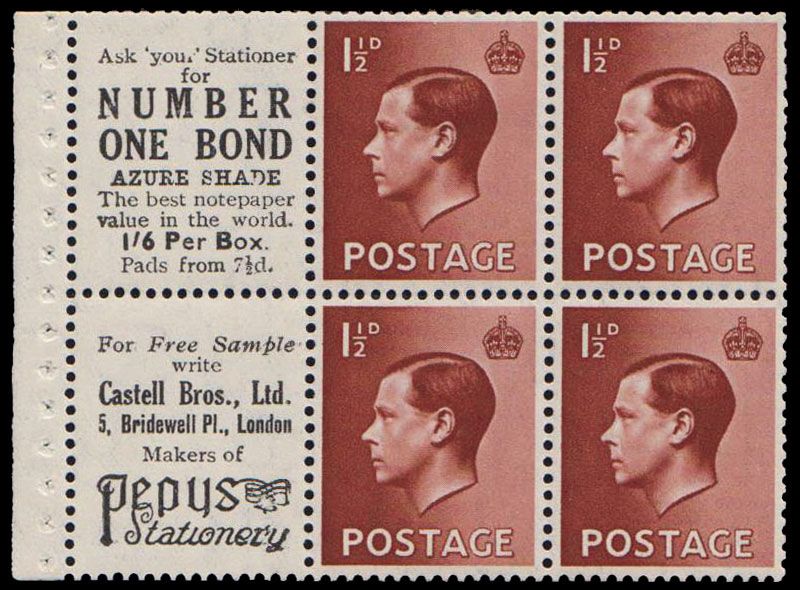 Ask 'your' Stationer
for
NUMBER
ONE BOND
AZURE SHADE
The best notepaper
value in the world.
1/6 Per Box.
Pads from 7½d.
For Free Sample
write
Castell Bros., Ltd.
5, Bridewell Pl., London
Makers of
Pepys
Stationery
1½D
POSTAGE
1½D
POSTAGE
1½D
POSTAGE
1½D
POSTAGE